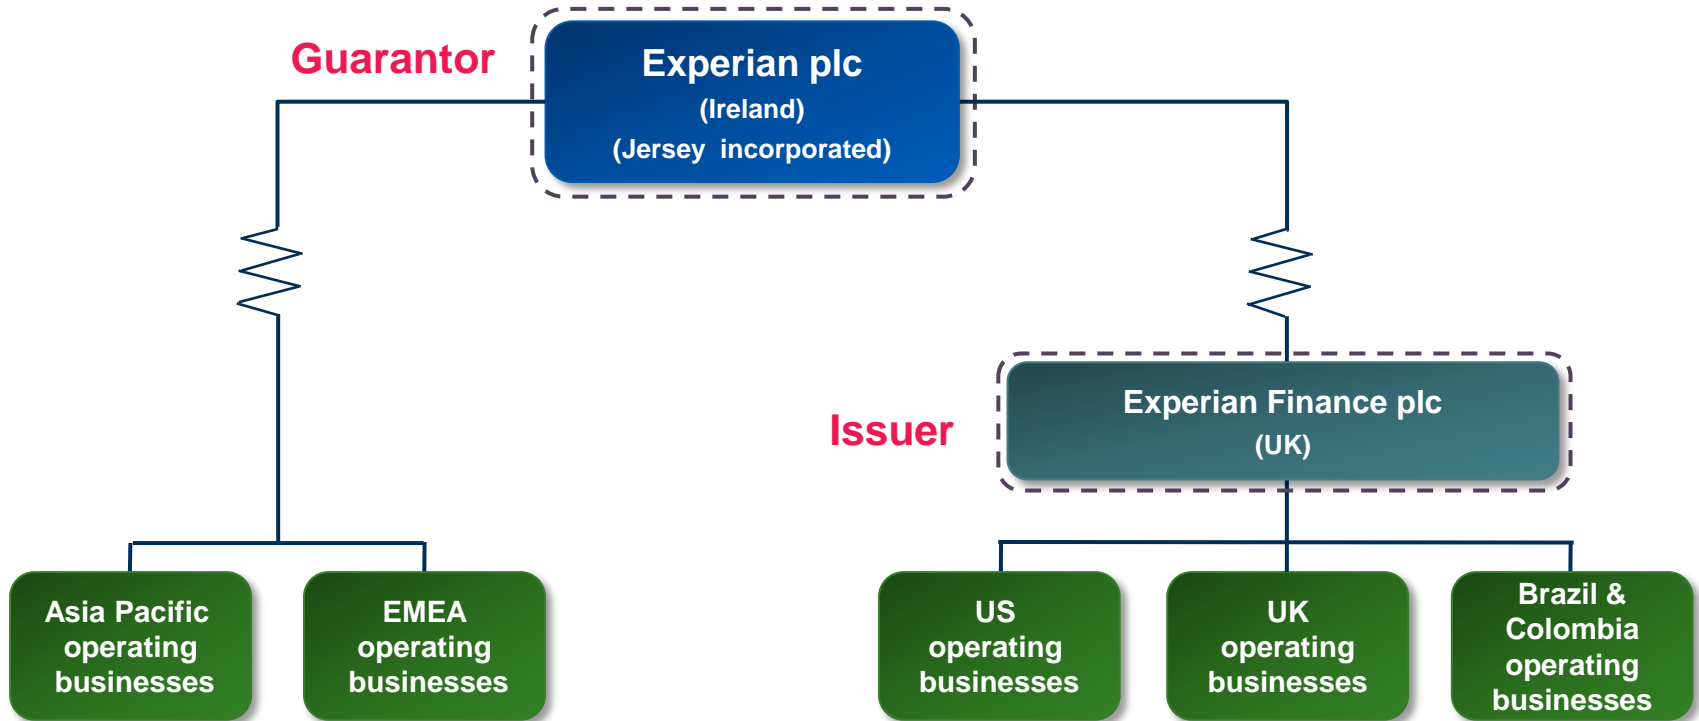 Guarantor
Experian plc
(Ireland)
(Jersey incorporated)
Issuer
Experian Finance plc
(UK)
Asia Pacific
operating
businesses
EMEA
operating
businesses
US
operating
businesses
UK
operating
businesses
Brazil &
Colombia
operating
businesses